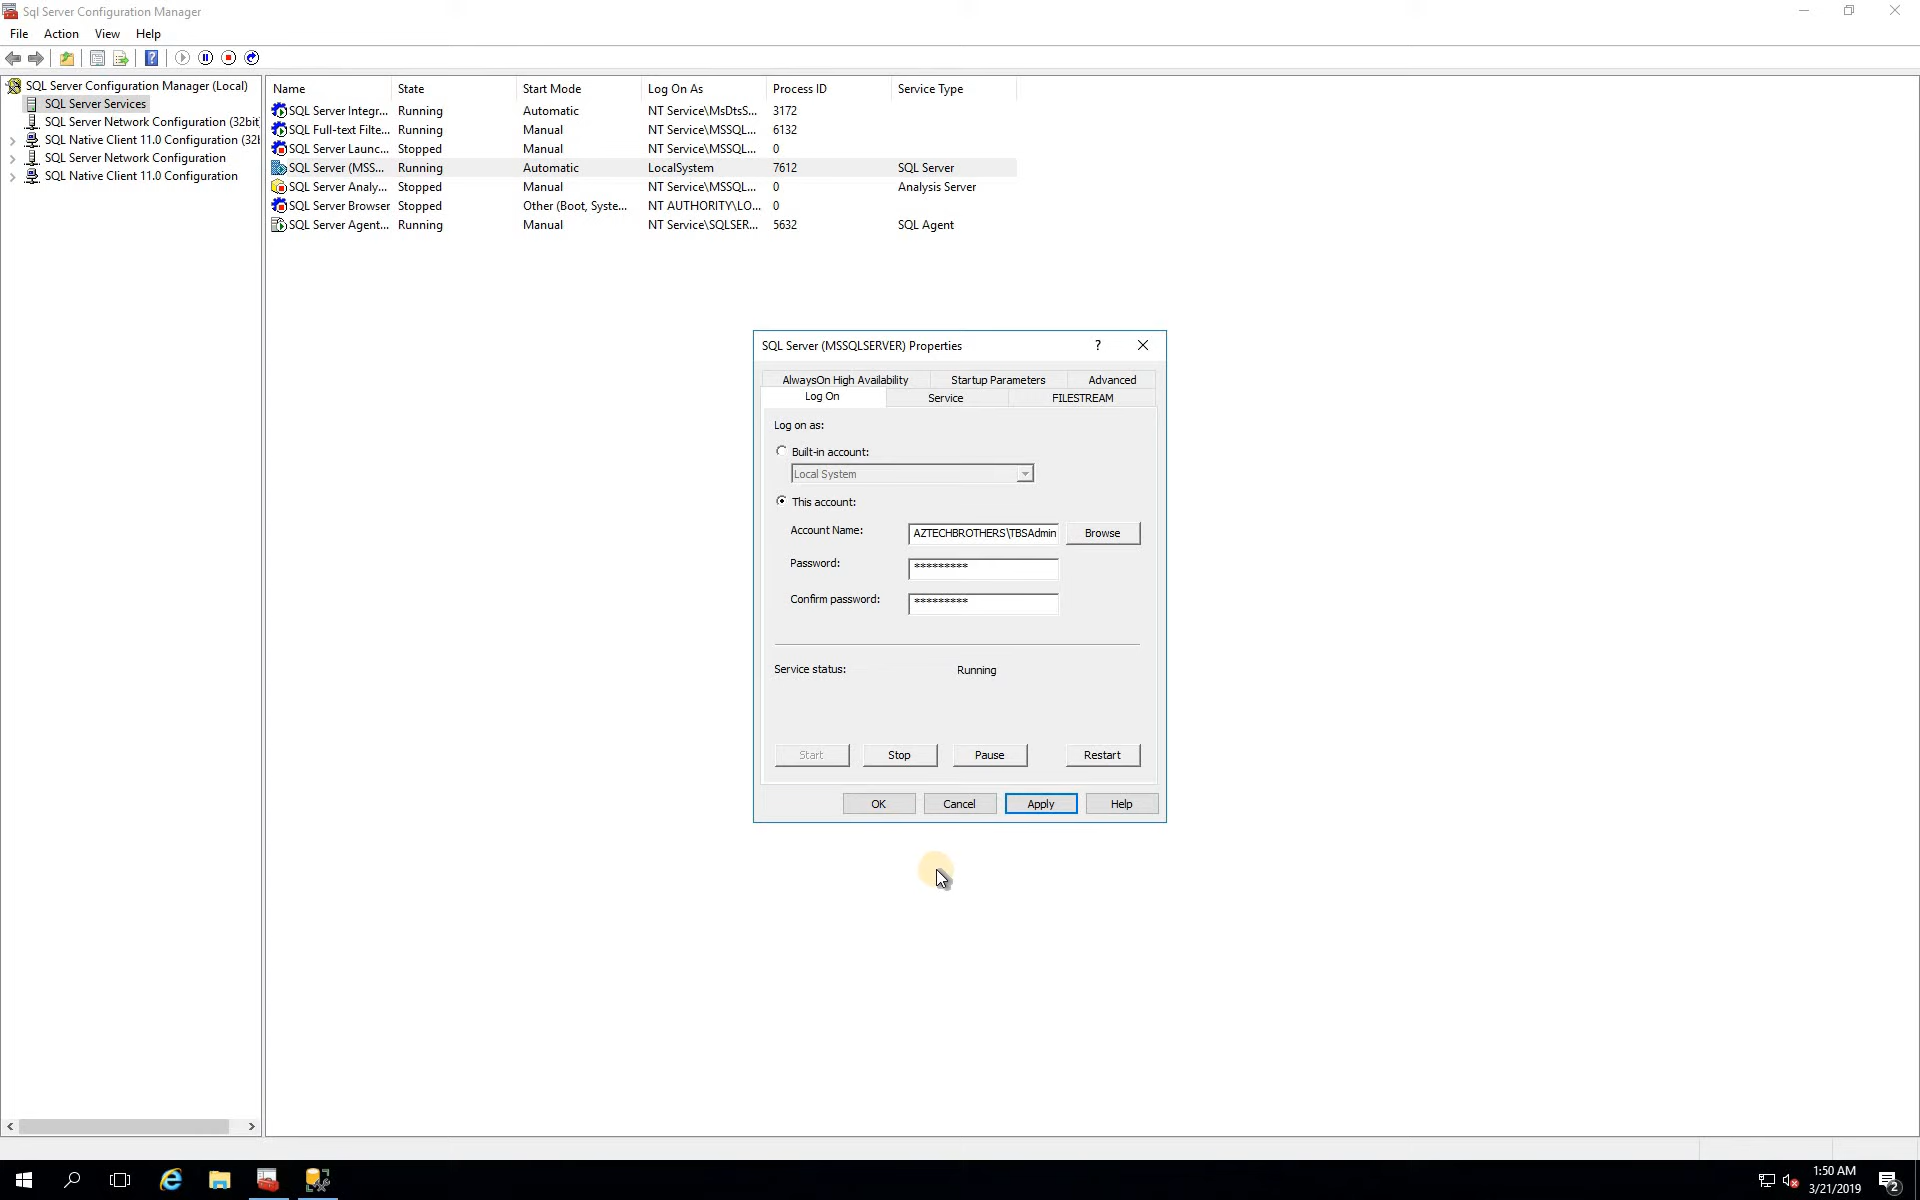 Sql Server Configuration Manager
File Action View Help
SQL Server Configuration Manager (Local)
SQL Server Services
SQL Server Network Configuration (32bit
SQL Native Client 11.0 Configuration (32b
SQL Server Network Configuration
SQL Native Client 11.0 Configuration
Name State Start Mode Log On As Process ID Service Type
SQL Server Integr... Running Automatic NT Service\MsDtsS... 3172
SQL Full-text Filte... Running Manual NT Service\MSSQL... 6132
SQL Server Launc... Stopped Manual NT Service\MSSQL... 0
SQL Server (MSS... Running Automatic LocalSystem 7612 SQL Server
SQL Server Analy... Stopped Manual NT Service\MSSQL... 0 Analysis Server
SQL Server Browser Stopped Other (Boot, Syste... NT AUTHORITY\LO... 0
SQL Server Agent... Running Manual NT Service\SQLSER... 5632 SQL Agent
SQL Server (MSSQLSERVER) Properties
AlwaysOn High Availability Startup Parameters Advanced
Log On Service FILESTREAM
Log on as:
Built-in account:
Local System
This account:
Account Name: AZTECHBROTHERS\TBSAdmin Browse
Password: *********
Confirm password: *********
Service status: Running
Start Stop Pause Restart
OK Cancel Apply Help
1:50 AM
3/21/2019
2